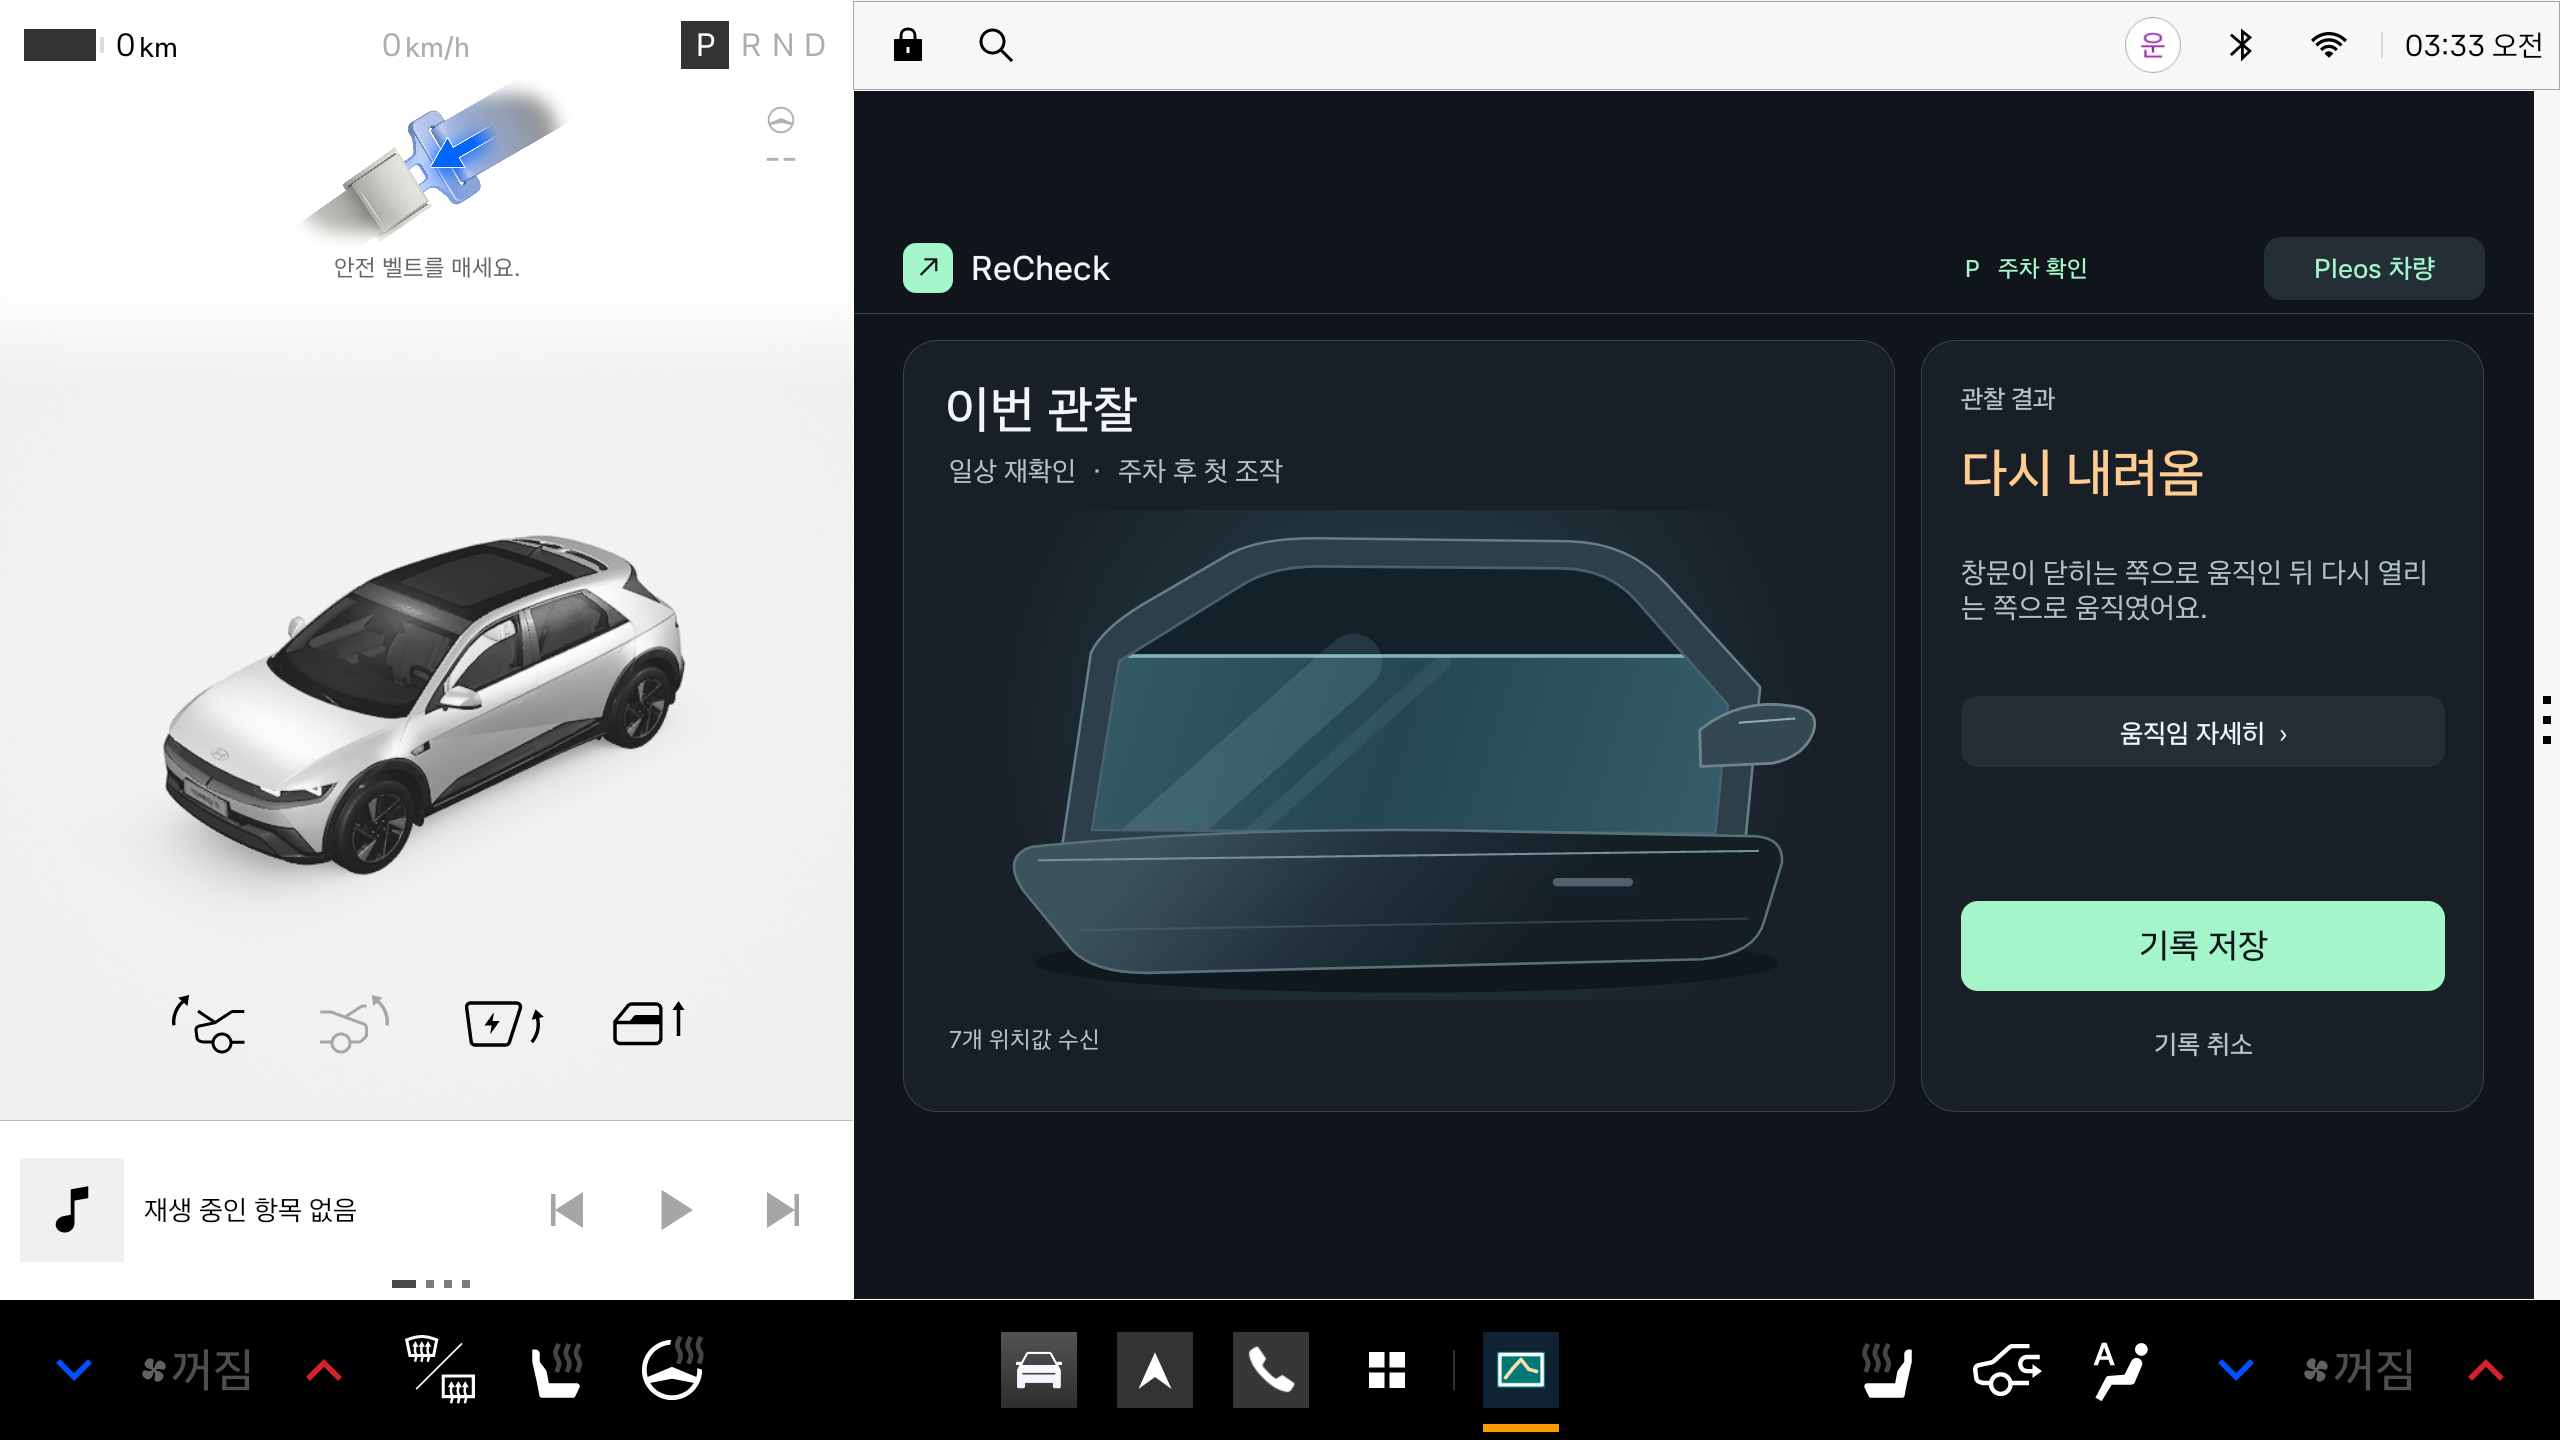 0 km
0 km/h
P R N D
운
03:33 오전
안전 벨트를 매세요.
ReCheck
P 주차 확인
Pleos 차량
이번 관찰
일상 재확인 · 주차 후 첫 조작
7개 위치값 수신
관찰 결과
다시 내려옴
창문이 닫히는 쪽으로 움직인 뒤 다시 열리
는 쪽으로 움직였어요.
움직임 자세히 ›
기록 저장
기록 취소
재생 중인 항목 없음
꺼짐
A
꺼짐